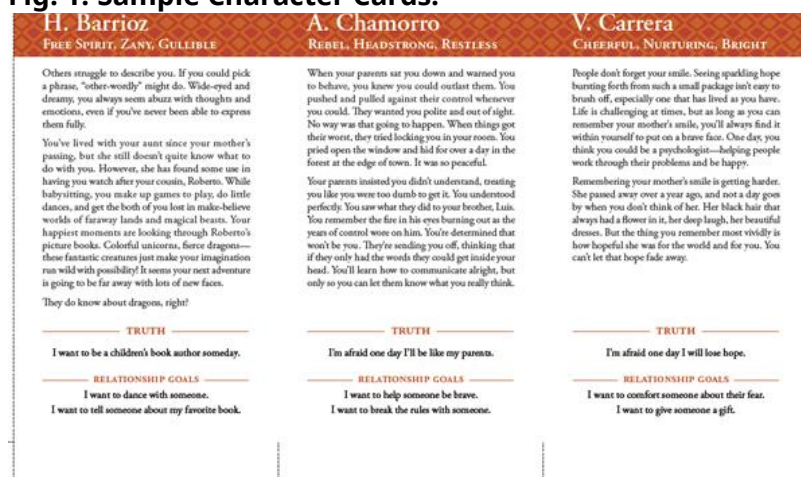 Fig. 1. Sample Character Cards.
H. Barrioz
FREE SPIRIT, ZANY, GULLIBLE
Others struggle to describe you. If you could pick
a phrase, "other-wordly" might do. Wide-eyed and
dreamy, you always seem abuzz with thoughts and
emotions, even if you've never been able to express
them fully.
You've lived with your aunt since your mother's
passing, but she still doesn't quite know what to
do with you. However, she has found some use in
having you watch after your cousin, Roberto. While
babysitting, you make up games to play, do little
dances, and get the both of you lost in make-believe
worlds of faraway lands and magical beasts. Your
happiest moments are looking through Roberto's
picture books. Colorful unicorns, fierce dragons—
these fantastic creatures just make your imagination
run wild with possibility! It seems your next adventure
is going to be far away with lots of new faces.
They do know about dragons, right?
TRUTH
I want to be a children's book author someday.
RELATIONSHIP GOALS
I want to dance with someone.
I want to tell someone about my favorite book.
A. Chamorro
REBEL, HEADSTRONG, RESTLESS
When your parents sat you down and warned you
to behave, you knew you could outlast them. You
pushed and pulled against their control whenever
you could. They wanted you polite and out of sight.
No way was that going to happen. When things got
their worst, they tried locking you in your room. You
pried open the window and hid for over a day in the
forest at the edge of town. It was so peaceful.
Your parents insisted you didn't understand, treating
you like you were too dumb to get it. You understood
perfectly. You saw what they did to your brother, Luis.
You remember the fire in his eyes burning out as the
years of control wore on him. You're determined that
won't be you. They're sending you off, thinking that
if they only had the words they could get inside your
head. You'll learn how to communicate alright, but
only so you can let them know what you really think.
TRUTH
I'm afraid one day I'll be like my parents.
RELATIONSHIP GOALS
I want to help someone be brave.
I want to break the rules with someone.
V. Carrera
CHEERFUL, NURTURING, BRIGHT
People don't forget your smile. Seeing sparkling hope
bursting forth from such a small package isn't easy to
brush off, especially one that has lived as you have.
Life is challenging at times, but as long as you can
remember your mother's smile, you'll always find it
within yourself to put on a brave face. One day, you
think you could be a psychologist—helping people
work through their problems and be happy.
Remembering your mother's smile is getting harder.
She passed away over a year ago, and not a day goes
by when you don't think of her. Her black hair that
always had a flower in it, her deep laugh, her beautiful
dresses. But the thing you remember most vividly is
how hopeful she was for the world and for you. You
can't let that hope fade away.
TRUTH
I'm afraid one day I will lose hope.
RELATIONSHIP GOALS
I want to comfort someone about their fear.
I want to give someone a gift.